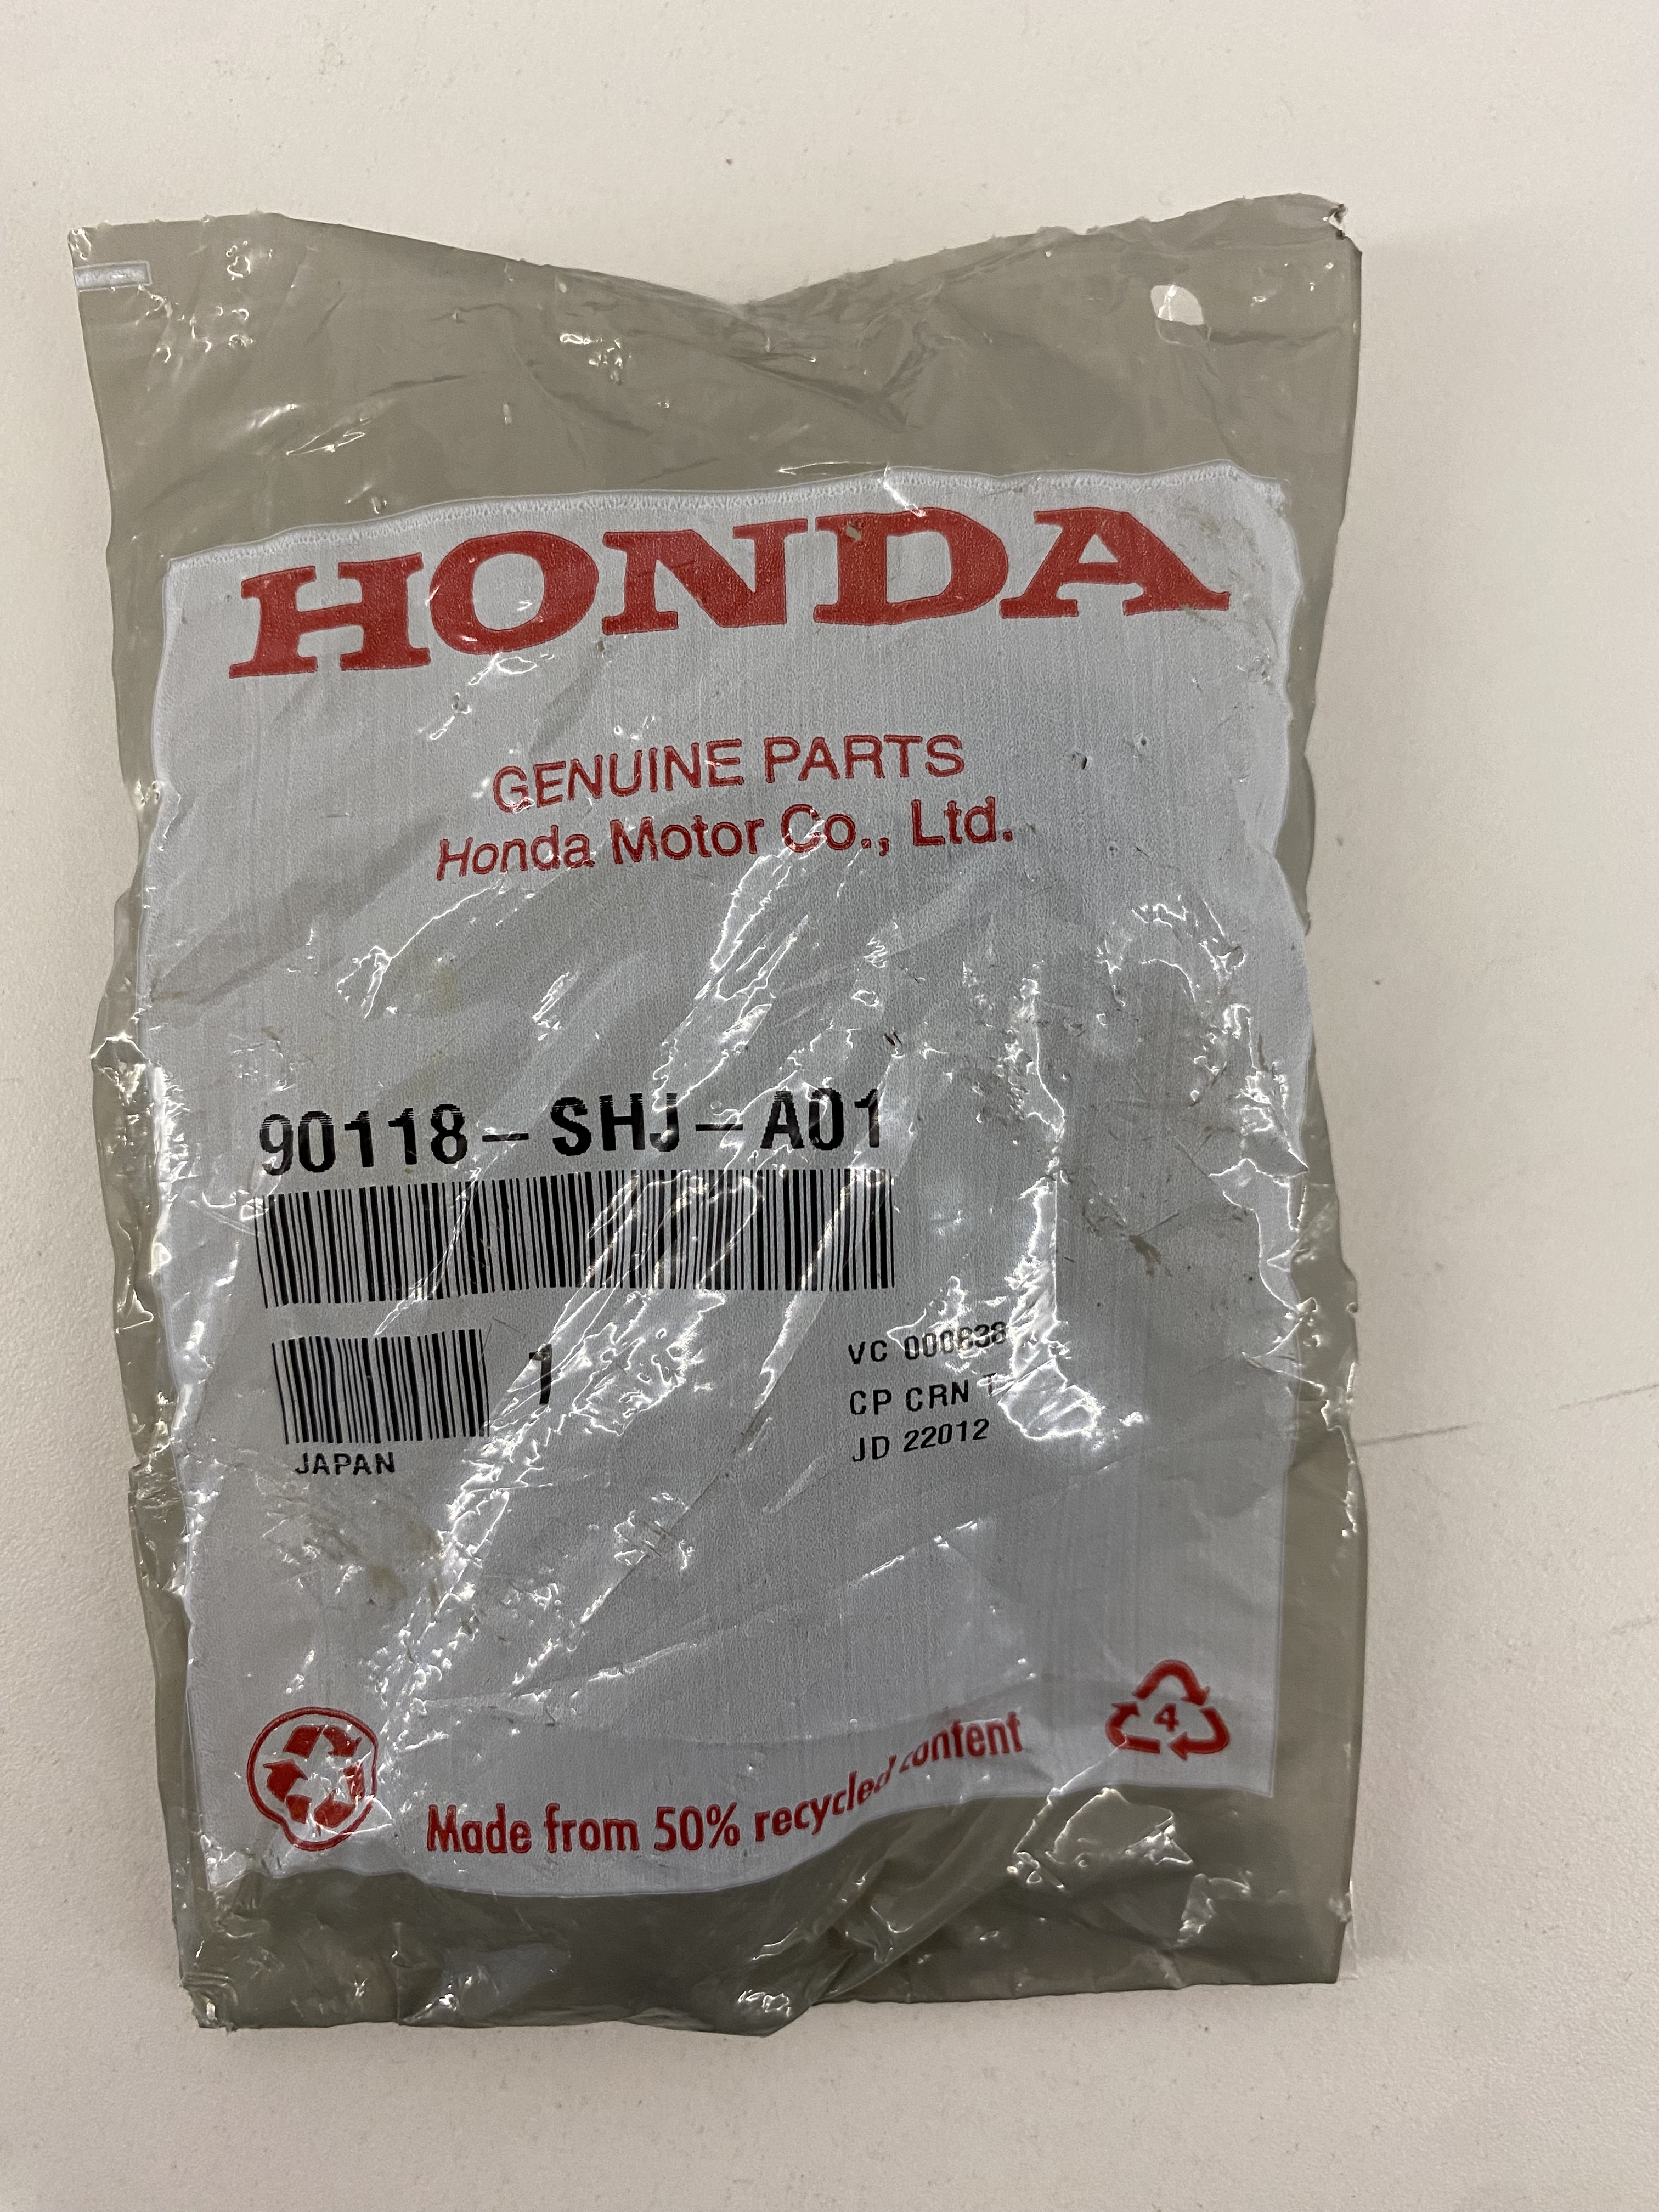 HONDA
GENUINE PARTS
Honda Motor Co., Ltd.
90118-SHJ-A01
1
VC 000838
CP CRN
JD 22012
JAPAN
Made from 50% recycled content
4